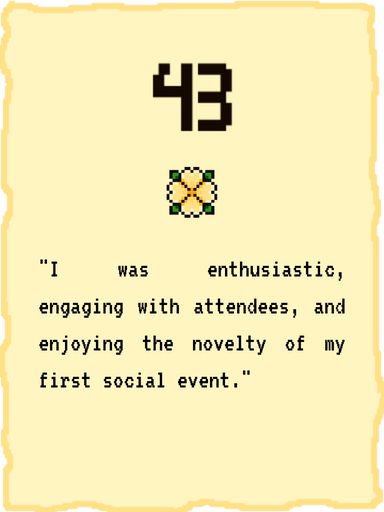 43
"I was enthusiastic,
engaging with attendees, and
enjoying the novelty of my
first social event."